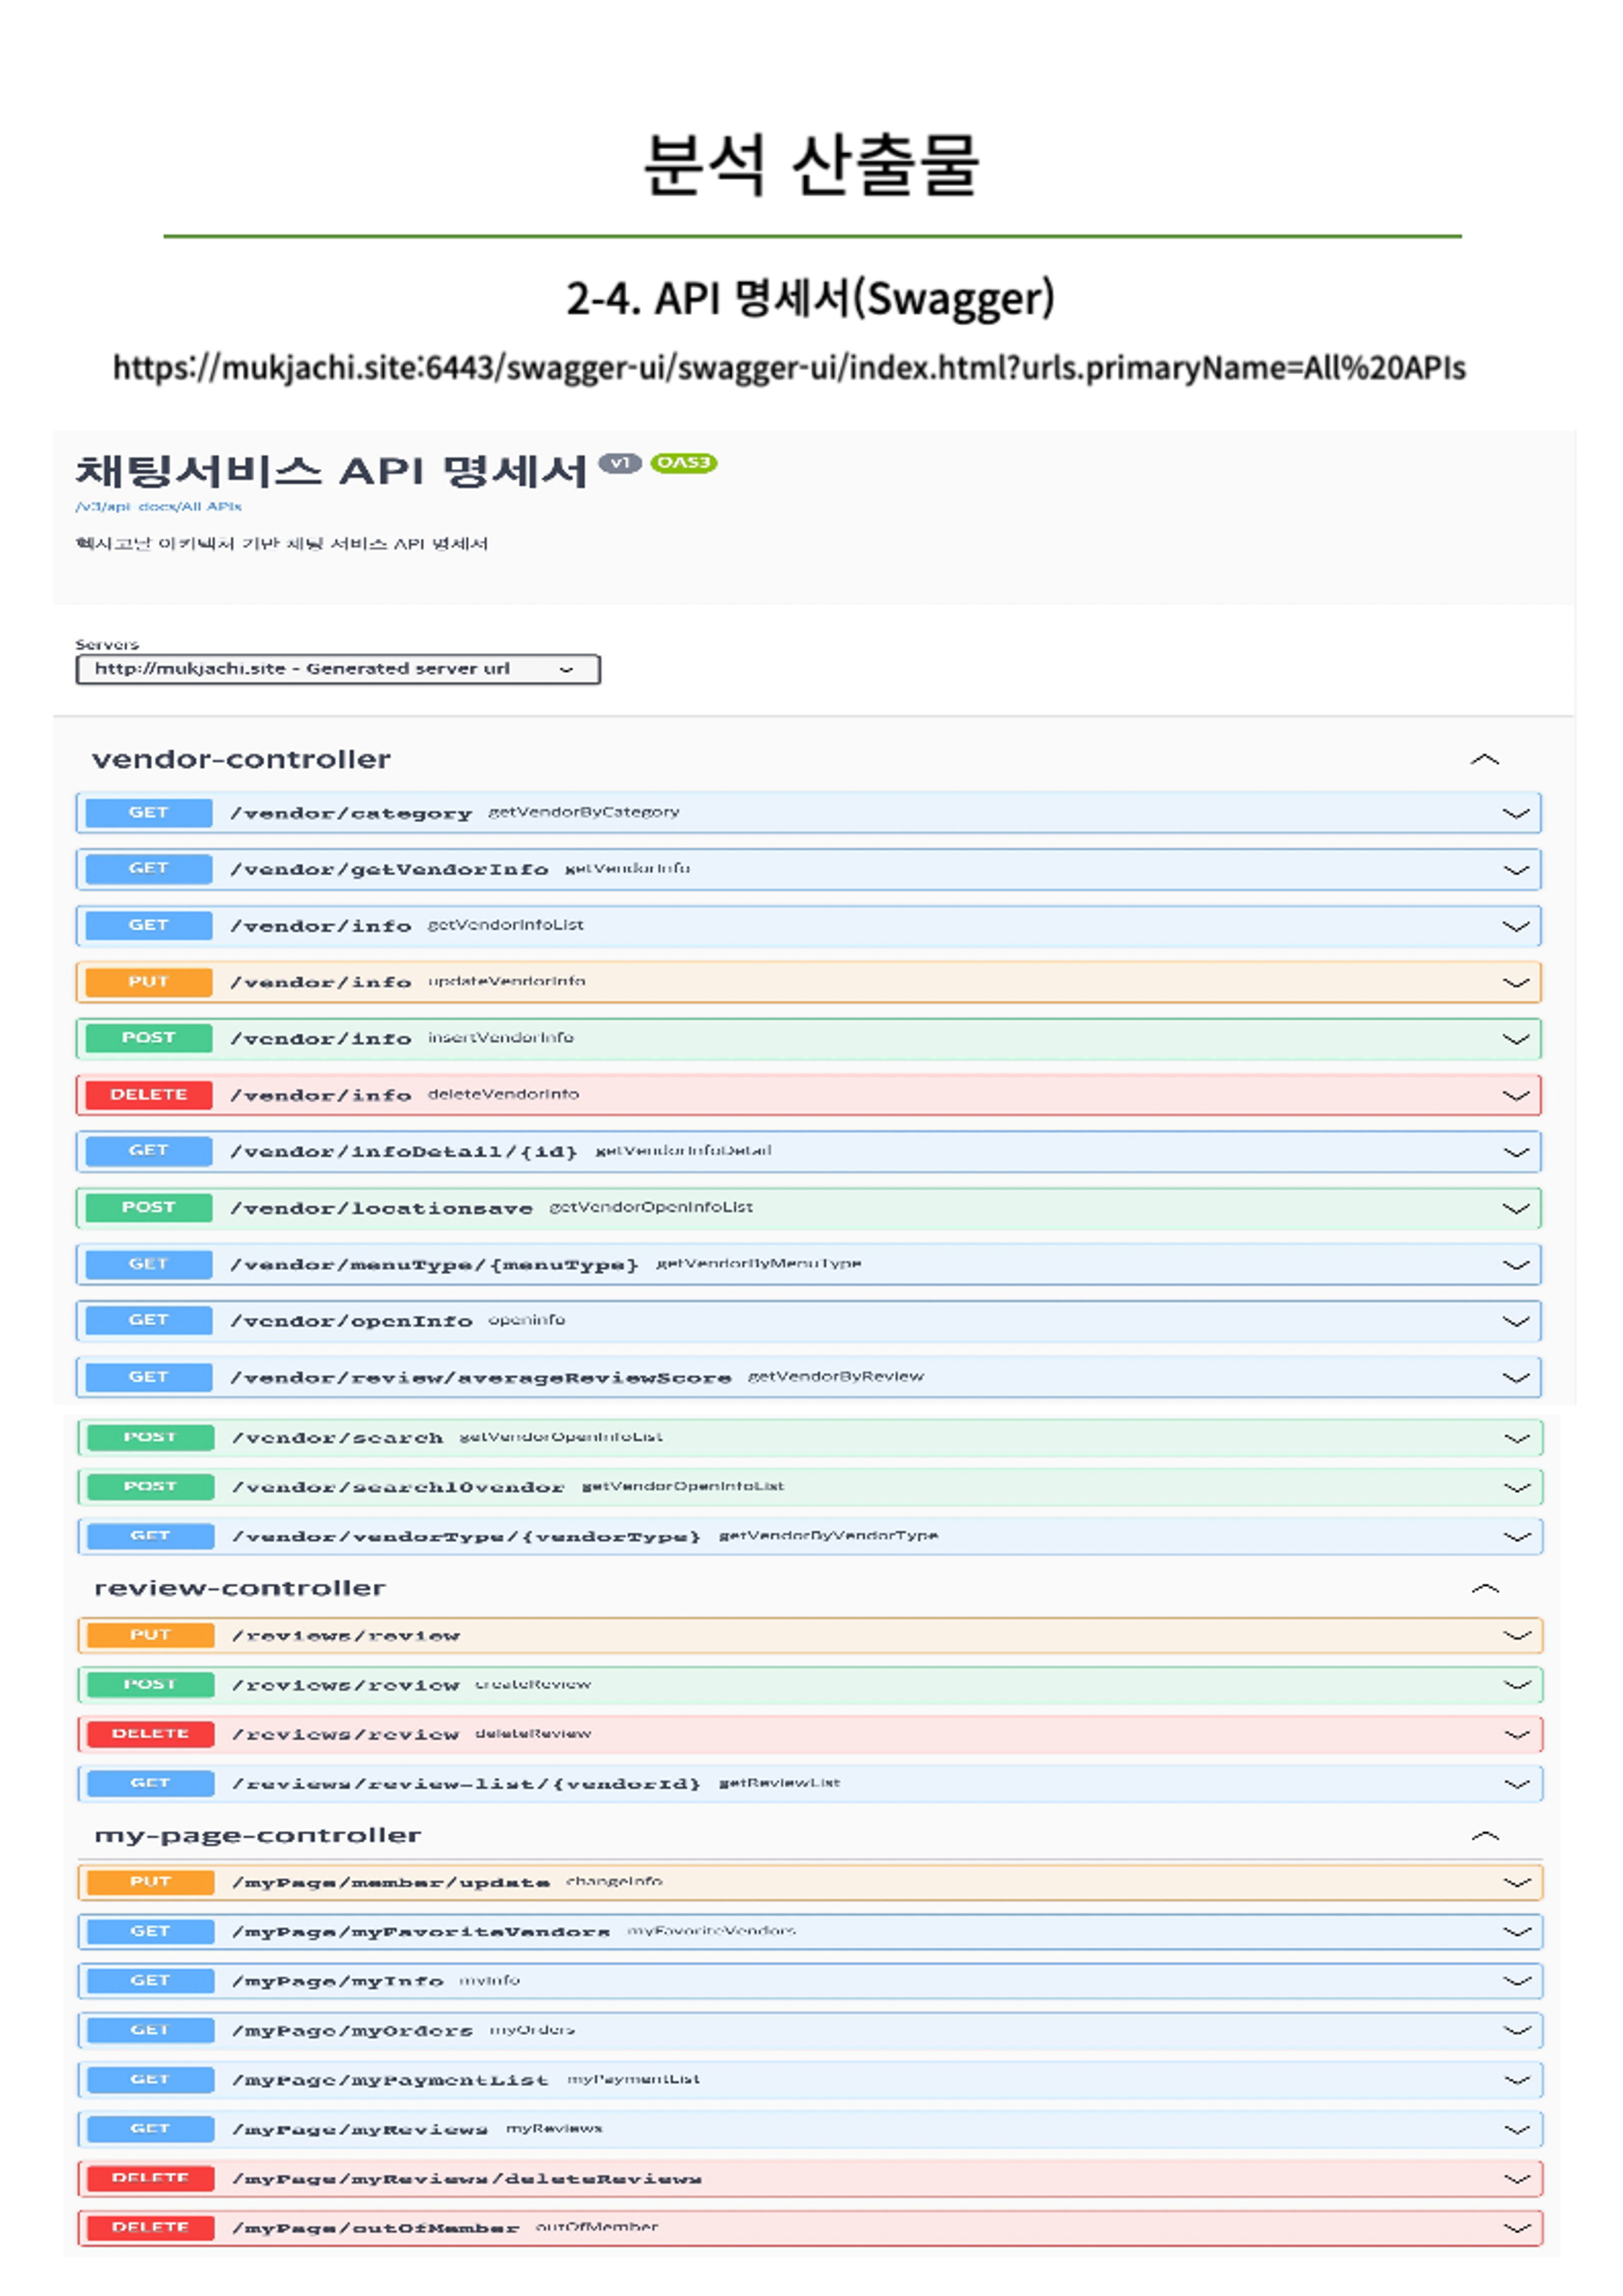 분석 산출물
2-4. API 명세서(Swagger)
https://mukjachi.site:6443/swagger-ui/swagger-ui/index.html?urls.primaryName=All%20APIs
채팅서비스 API 명세서 v1 OAS3
/v3/api-docs/All APIs
헥사고날 아키텍처 기반 채팅 서비스 API 명세서
Servers
http://mukjachi.site - Generated server url
vendor-controller
GET /vendor/category getVendorByCategory
GET /vendor/getVendorInfo getVendorInfo
GET /vendor/info getVendorInfoList
PUT /vendor/info updateVendorInfo
POST /vendor/info insertVendorInfo
DELETE /vendor/info deleteVendorInfo
GET /vendor/infoDetail/{id} getVendorInfoDetail
POST /vendor/locationsave getVendorOpenInfoList
GET /vendor/menuType/{menuType} getVendorByMenuType
GET /vendor/openInfo openinfo
GET /vendor/review/averageReviewScore getVendorByReview
POST /vendor/search getVendorOpenInfoList
POST /vendor/search10vendor getVendorOpenInfoList
GET /vendor/vendorType/{vendorType} getVendorByVendorType
review-controller
PUT /reviews/review
POST /reviews/review createReview
DELETE /reviews/review deleteReview
GET /reviews/review-list/{vendorId} getReviewList
my-page-controller
PUT /myPage/member/update changeInfo
GET /myPage/myFavoriteVendors myFavoriteVendors
GET /myPage/myInfo myInfo
GET /myPage/myOrders myOrders
GET /myPage/myPaymentList myPaymentList
GET /myPage/myReviews myReviews
DELETE /myPage/myReviews/deleteReviews
DELETE /myPage/outOfMember outOfMember